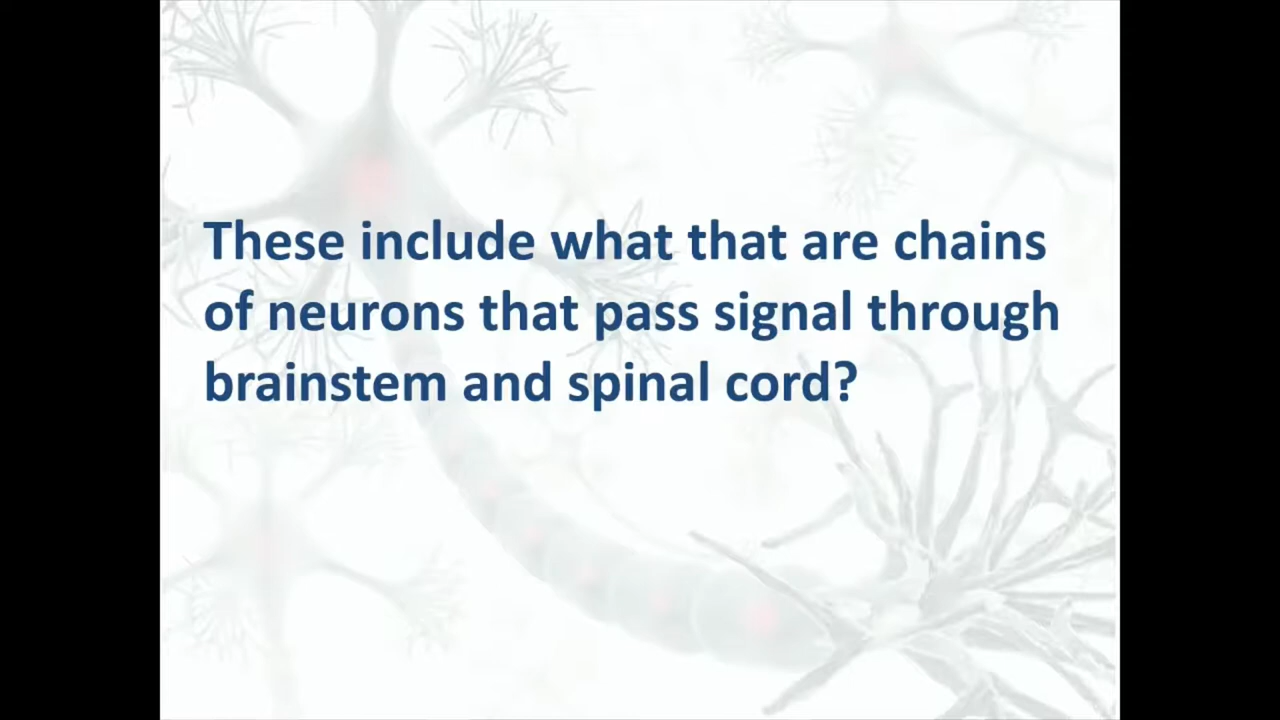 These include what that are chains
of neurons that pass signal through
brainstem and spinal cord?